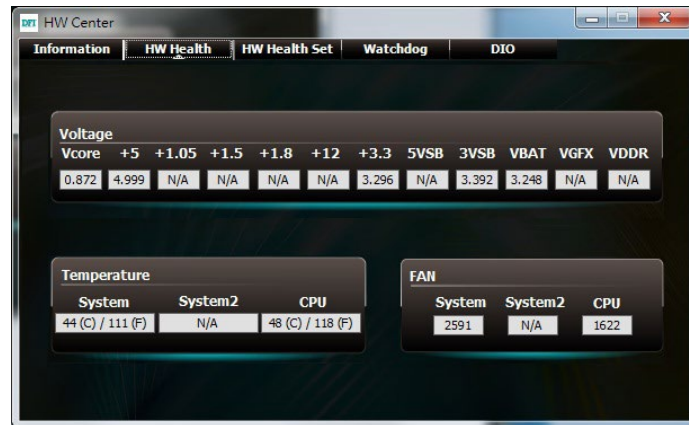 DFI HW Center
Information HW Health HW Health Set Watchdog DIO
Voltage
Vcore +5 +1.05 +1.5 +1.8 +12 +3.3 5VSB 3VSB VBAT VGFX VDDR
0.872 4.999 N/A N/A N/A N/A 3.296 N/A 3.392 3.248 N/A N/A
Temperature
System System2 CPU
44 (C) / 111 (F) N/A 48 (C) / 118 (F)
FAN
System System2 CPU
2591 N/A 1622